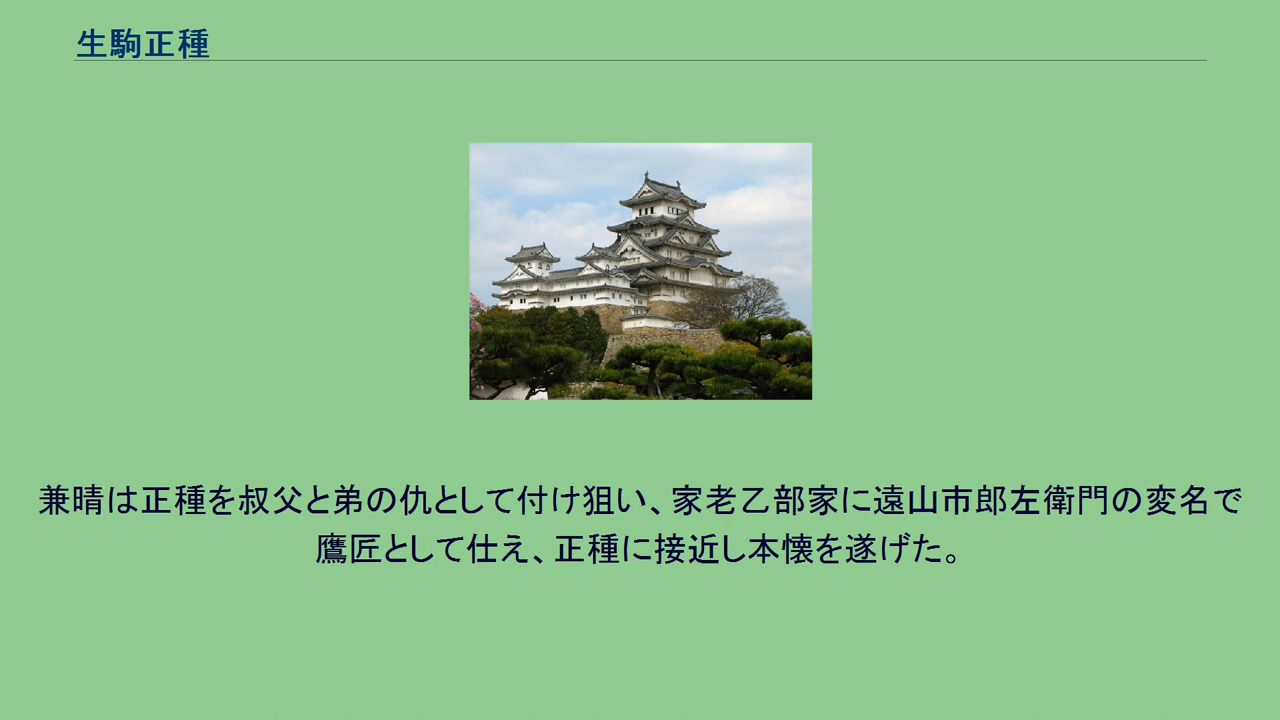 生駒正種
兼晴は正種を叔父と弟の仇として付け狙い、家老乙部家に遠山市郎左衛門の変名で
鷹匠として仕え、正種に接近し本懐を遂げた。